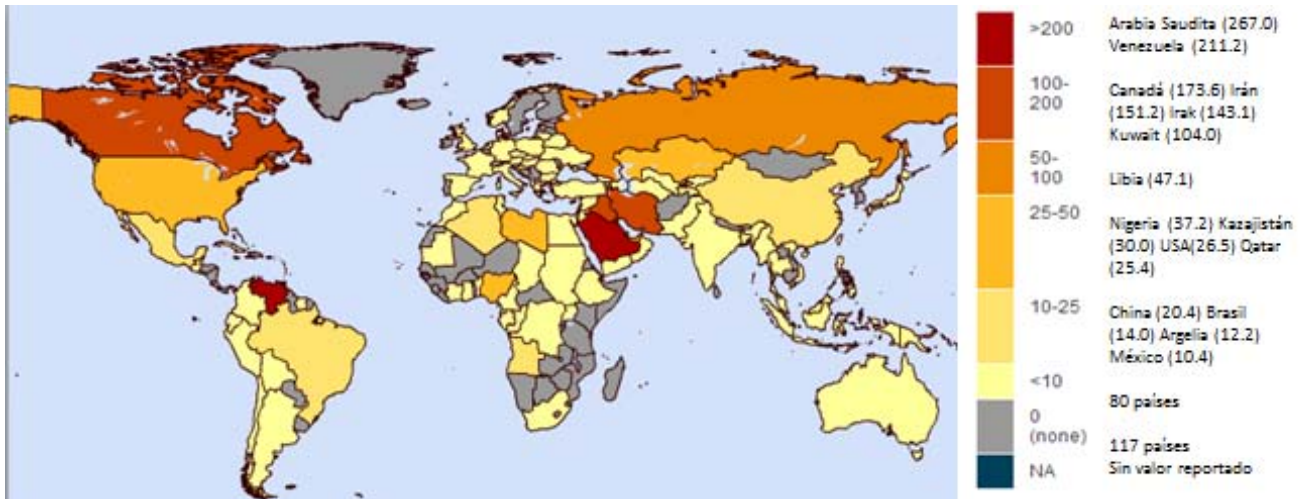 >200
100-
200
50-
100
25-50
10-25
<10
0
(none)
NA
Arabia Saudita (267.0)
Venezuela (211.2)
Canadá (173.6) Irán
(151.2) Irak (143.1)
Kuwait (104.0)
Libia (47.1)
Nigeria (37.2) Kazajistán
(30.0) USA(26.5) Qatar
(25.4)
China (20.4) Brasil
(14.0) Argelia (12.2)
México (10.4)
80 países
117 países
Sin valor reportado